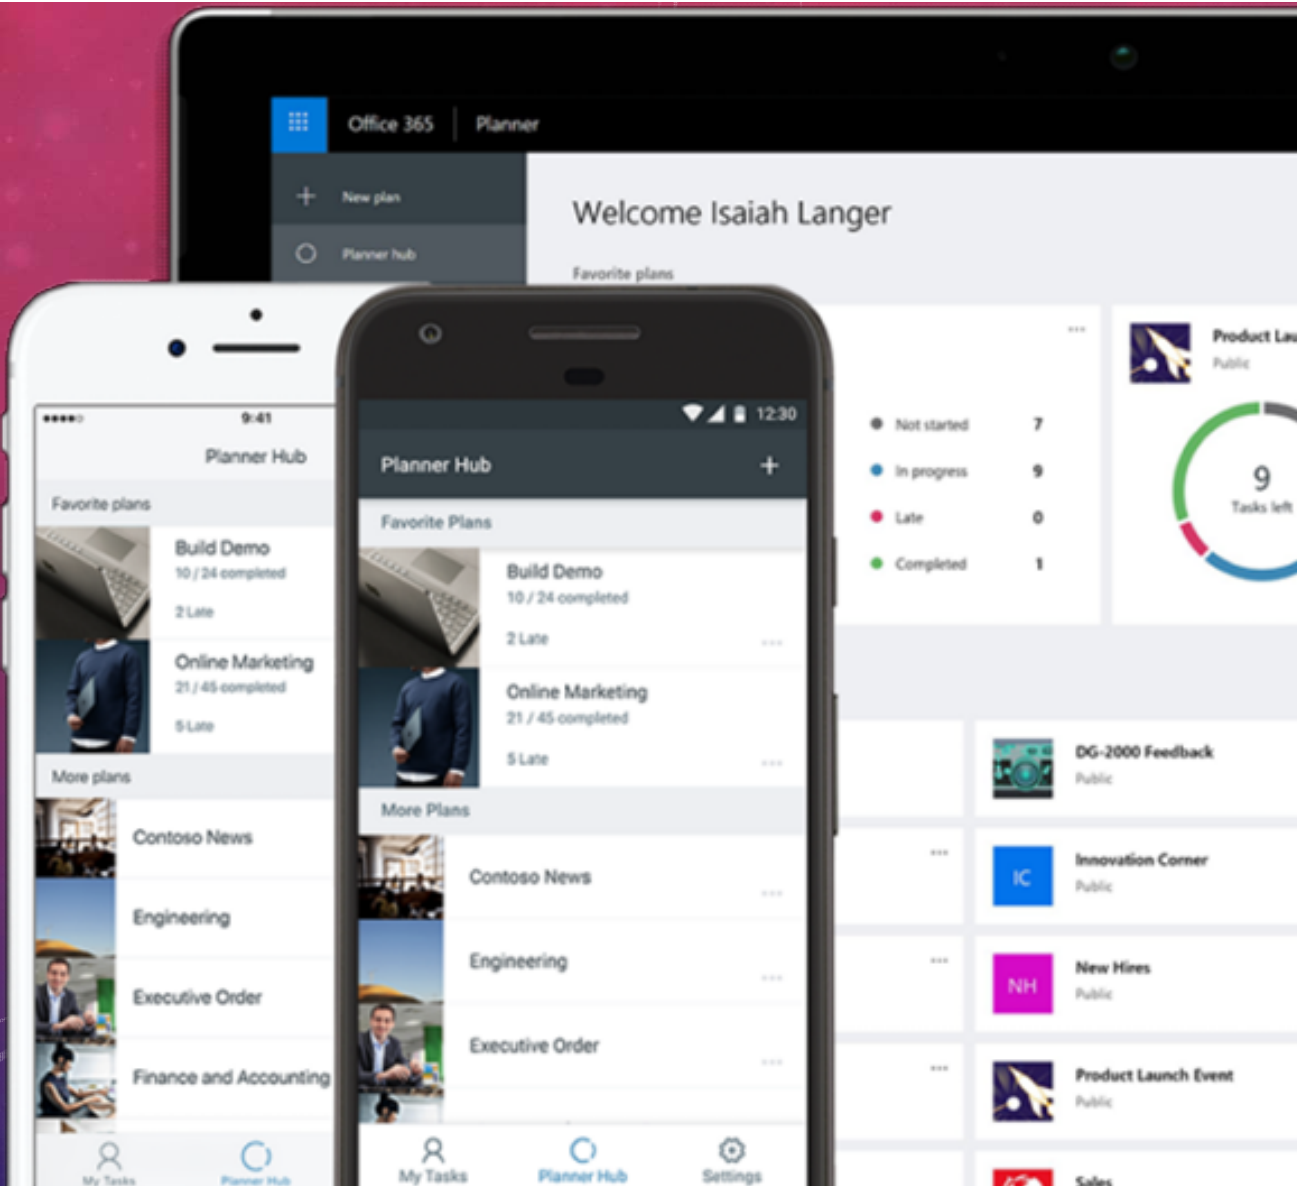 Office 365
Planner
New plan
Planner hub
Welcome Isaiah Langer
Favorite plans
Not started 7
In progress 9
Late 0
Completed 1
Product Lau
Public
9
Tasks left
DG-2000 Feedback
Public
IC
Innovation Corner
Public
NH
New Hires
Public
Product Launch Event
Public
Sales
9:41
Planner Hub
Favorite plans
Build Demo
10 / 24 completed
2 Late
Online Marketing
21 / 45 completed
5 Late
More plans
Contoso News
Engineering
Executive Order
Finance and Accounting
My Tasks
Planner Hub
12:30
Planner Hub
Favorite Plans
Build Demo
10 / 24 completed
2 Late
Online Marketing
21 / 45 completed
5 Late
More Plans
Contoso News
Engineering
Executive Order
My Tasks
Planner Hub
Settings